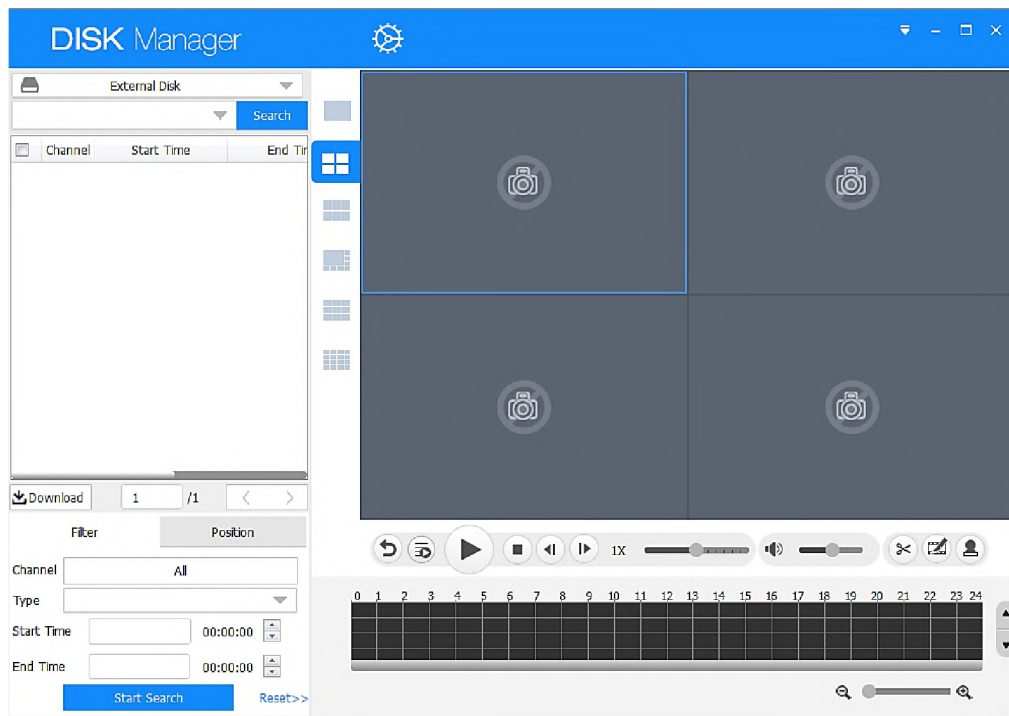 DISK Manager
External Disk
Search
Channel Start Time End Tir
Download 1 /1
Filter Position
Channel All
Type
Start Time 00:00:00
End Time 00:00:00
Start Search Reset>>
1X
0 1 2 3 4 5 6 7 8 9 10 11 12 13 14 15 16 17 18 19 20 21 22 23 24